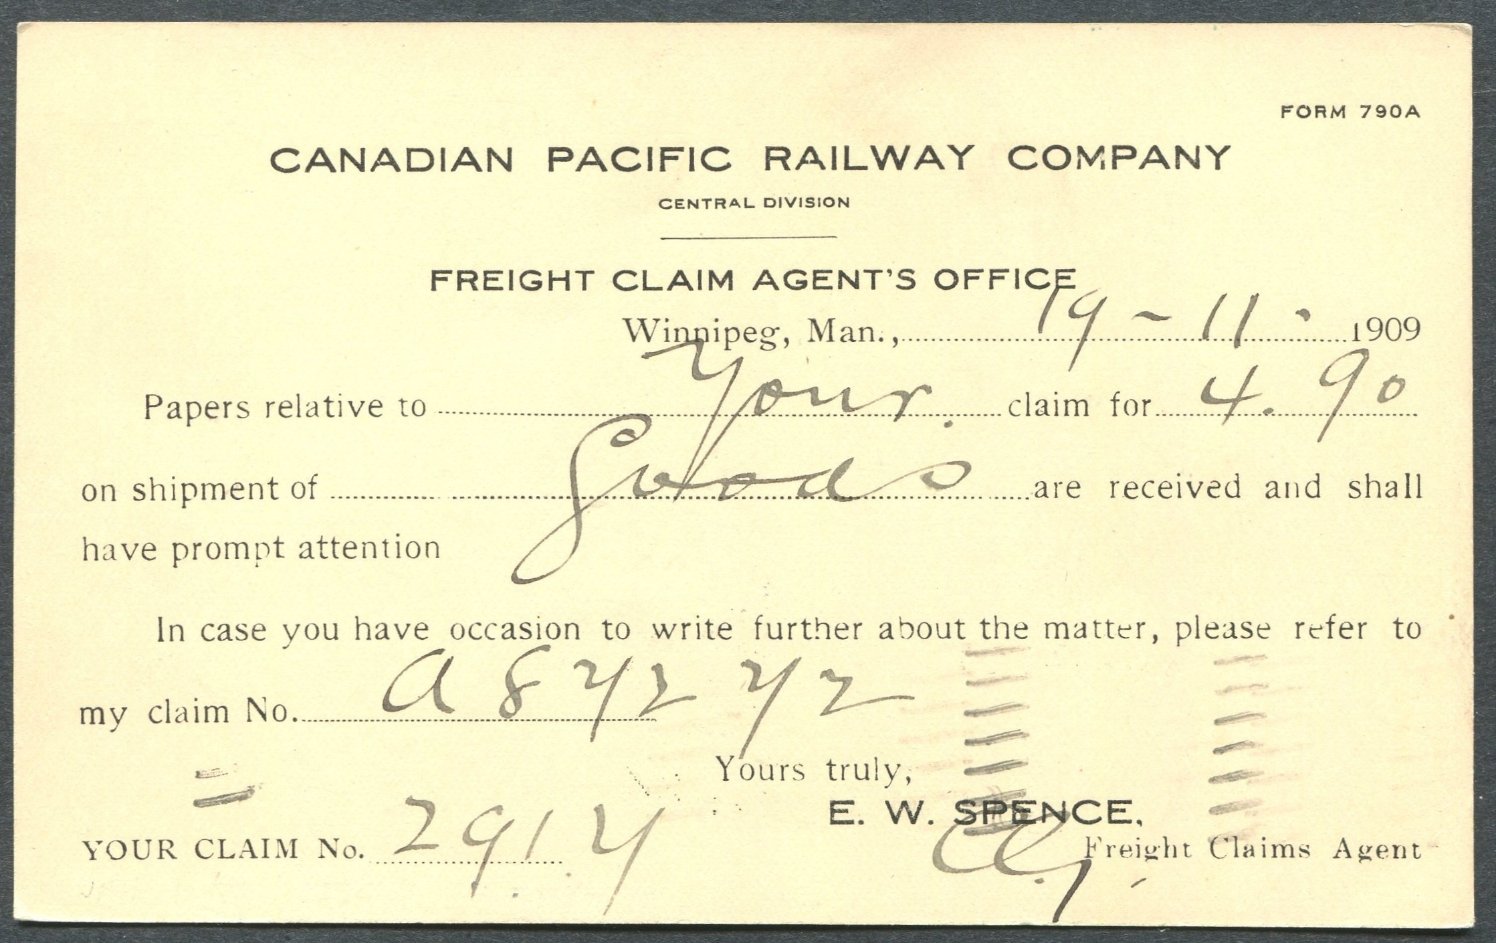 FORM 790A
CANADIAN PACIFIC RAILWAY COMPANY
CENTRAL DIVISION
FREIGHT CLAIM AGENT'S OFFICE
Winnipeg, Man., 19 - 11 - 1909
Papers relative to Your claim for 4.90
on shipment of Goods are received and shall
have prompt attention
In case you have occasion to write further about the matter, please refer to
my claim No. A 87272
Yours truly,
E. W. SPENCE,
YOUR CLAIM No. 2917 Freight Claims Agent